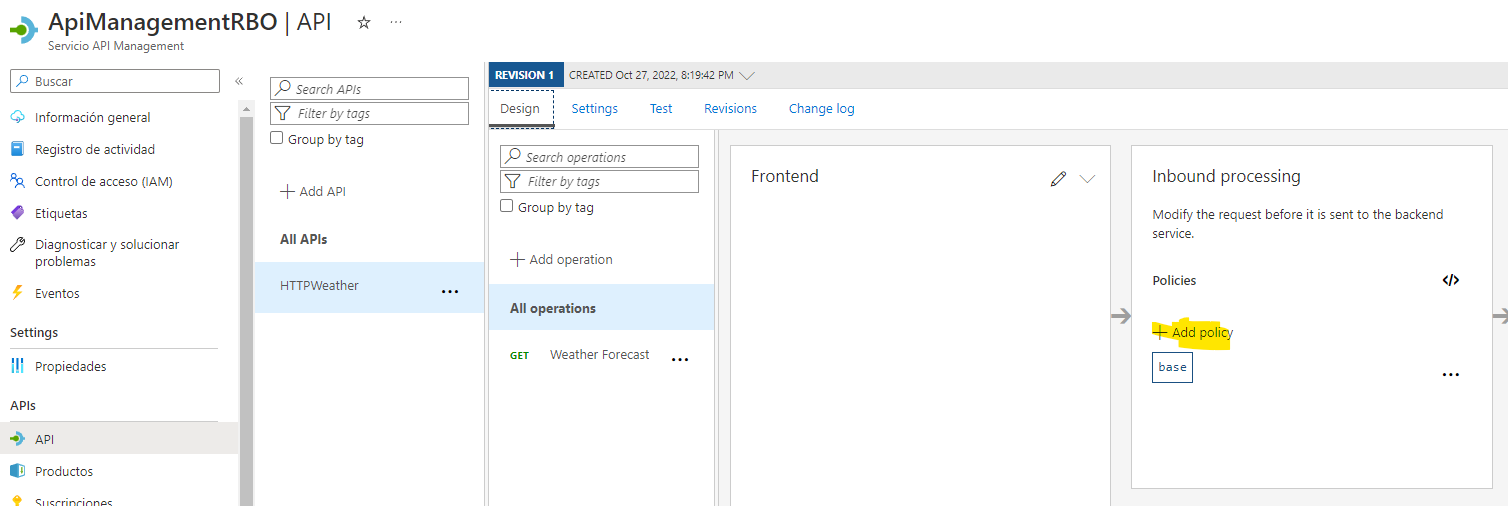 ApiManagementRBO | API
Servicio API Management
Buscar
Información general
Registro de actividad
Control de acceso (IAM)
Etiquetas
Diagnosticar y solucionar
problemas
Eventos
Settings
Propiedades
APIs
API
Productos
Suscripciones
Search APIs
Filter by tags
Group by tag
Add API
All APIs
HTTPWeather
REVISION 1 CREATED Oct 27, 2022, 8:19:42 PM
Design Settings Test Revisions Change log
Search operations
Filter by tags
Group by tag
Add operation
All operations
GET Weather Forecast
Frontend
Inbound processing
Modify the request before it is sent to the backend
service.
Policies </>
+ Add policy
base